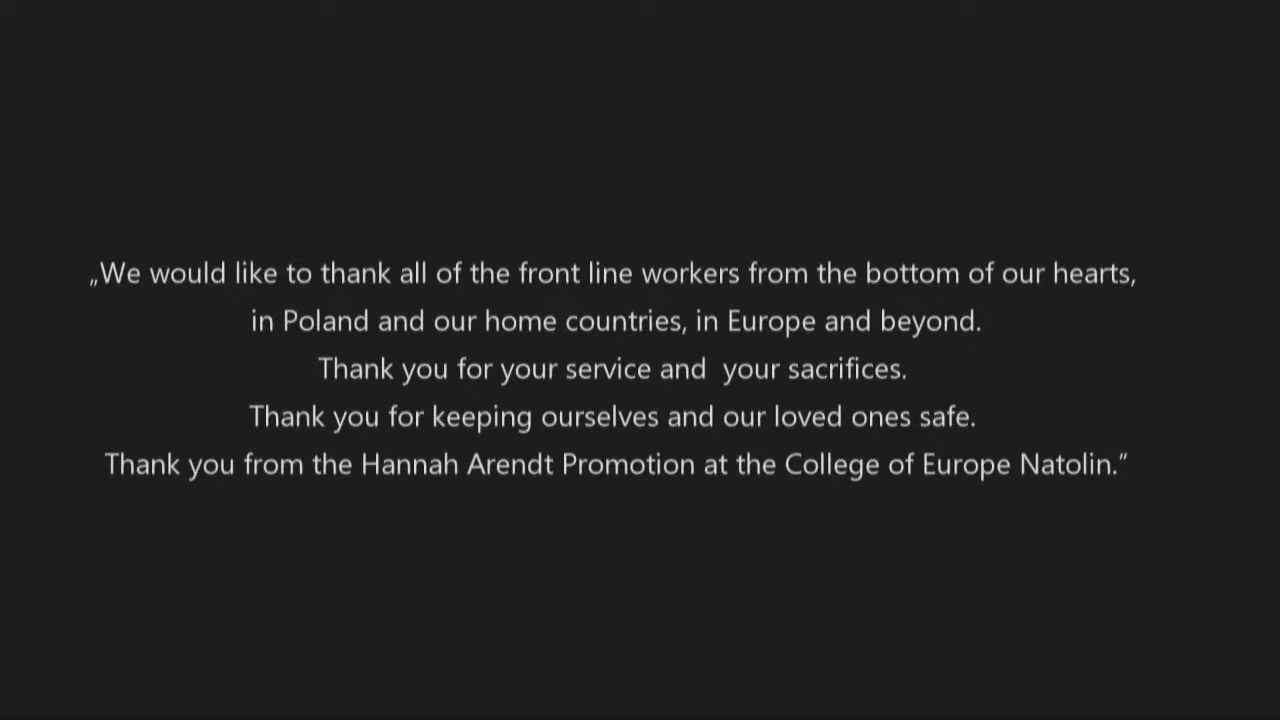 „We would like to thank all of the front line workers from the bottom of our hearts,
in Poland and our home countries, in Europe and beyond.
Thank you for your service and  your sacrifices.
Thank you for keeping ourselves and our loved ones safe.
Thank you from the Hannah Arendt Promotion at the College of Europe Natolin.”